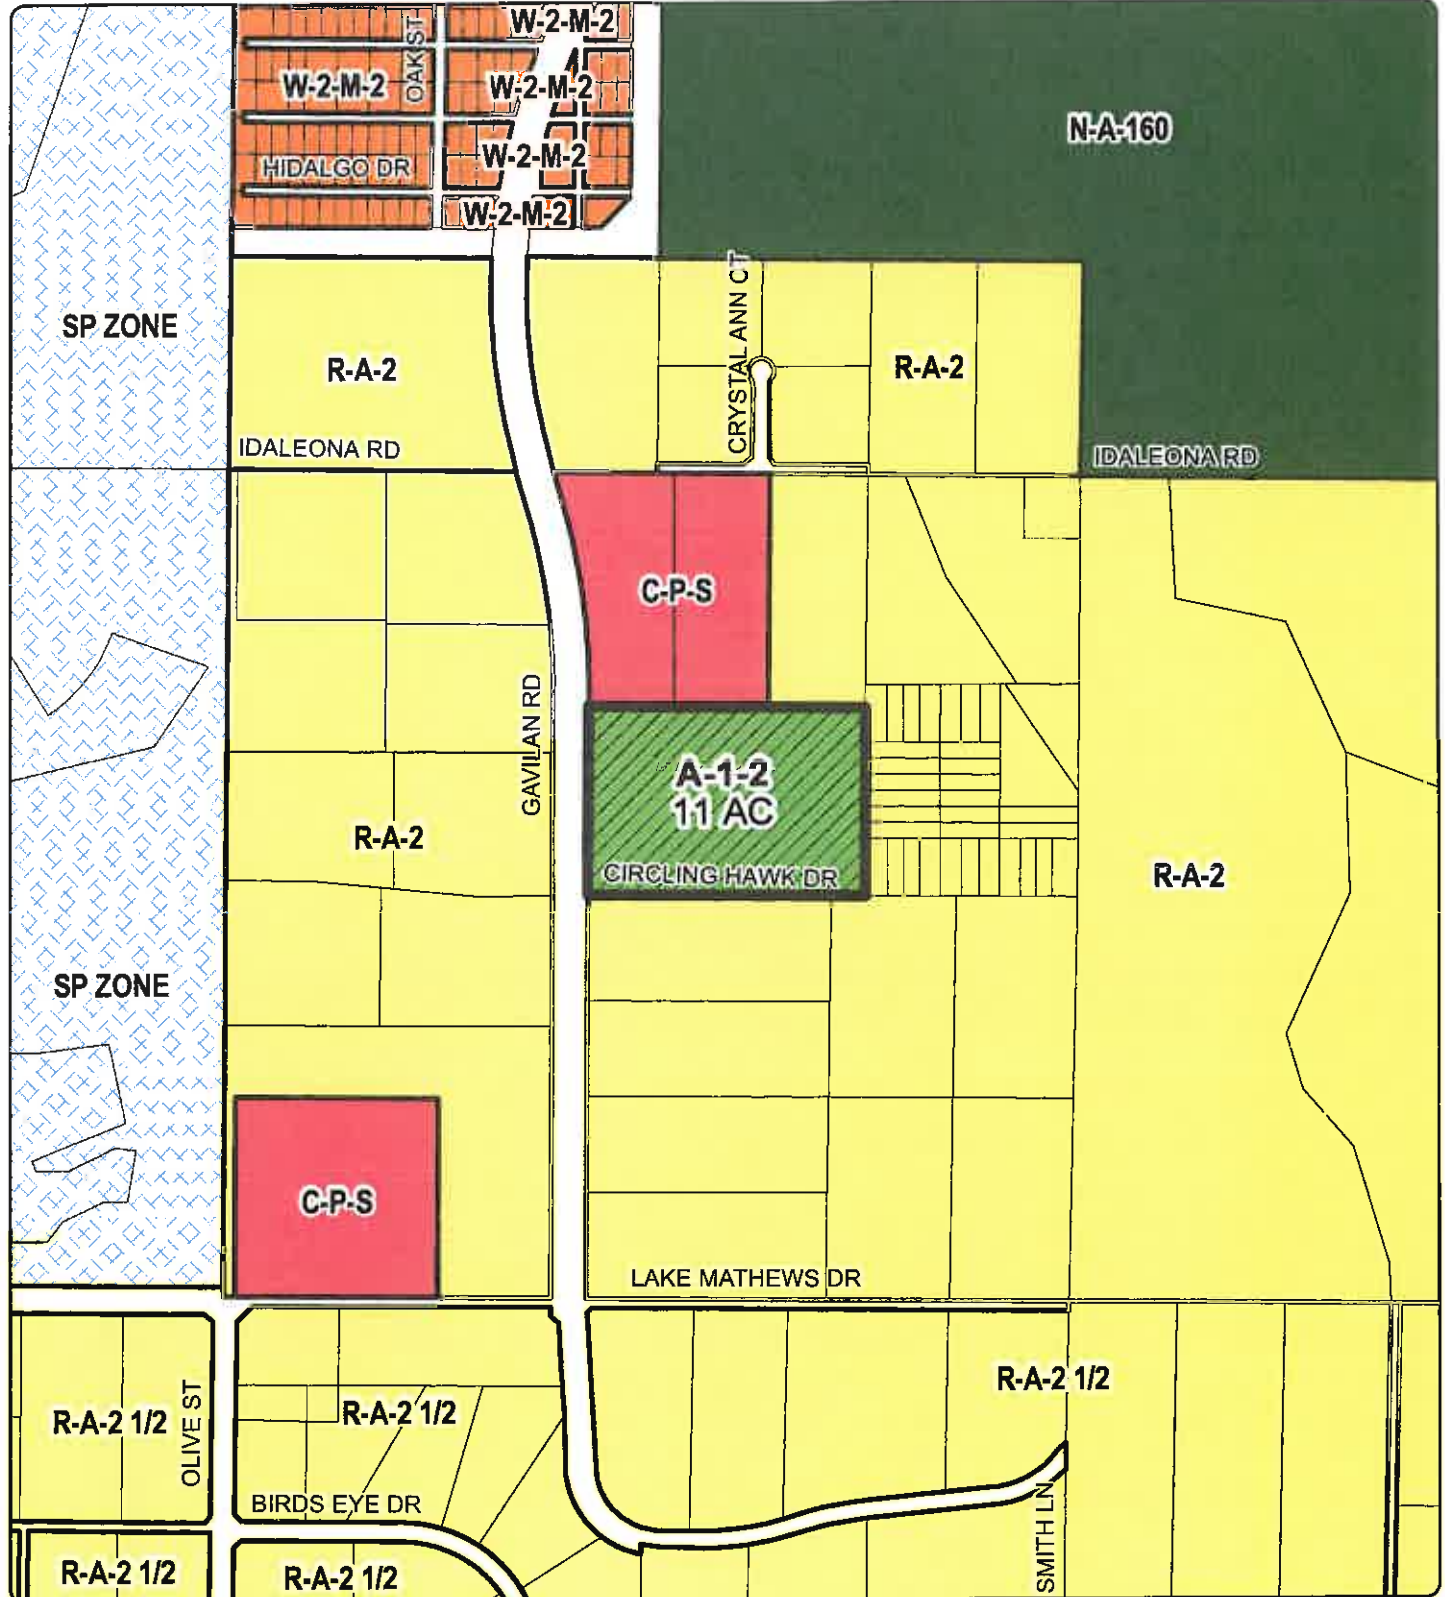 W-2-M-2
OAK ST
W-2-M-2
W-2-M-2
N-A-160
W-2-M-2
HIDALGO DR
W-2-M-2
SP ZONE
R-A-2
CRYSTAL ANN CT
R-A-2
IDALEONA RD
IDALEONA RD
C-P-S
GAVILAN RD
A-1-2
11 AC
R-A-2
CIRCLING HAWK DR
R-A-2
SP ZONE
C-P-S
LAKE MATHEWS DR
R-A-2 1/2
R-A-2 1/2
R-A-2 1/2
OLIVE ST
BIRDS EYE DR
SMITH LN
R-A-2 1/2
R-A-2 1/2